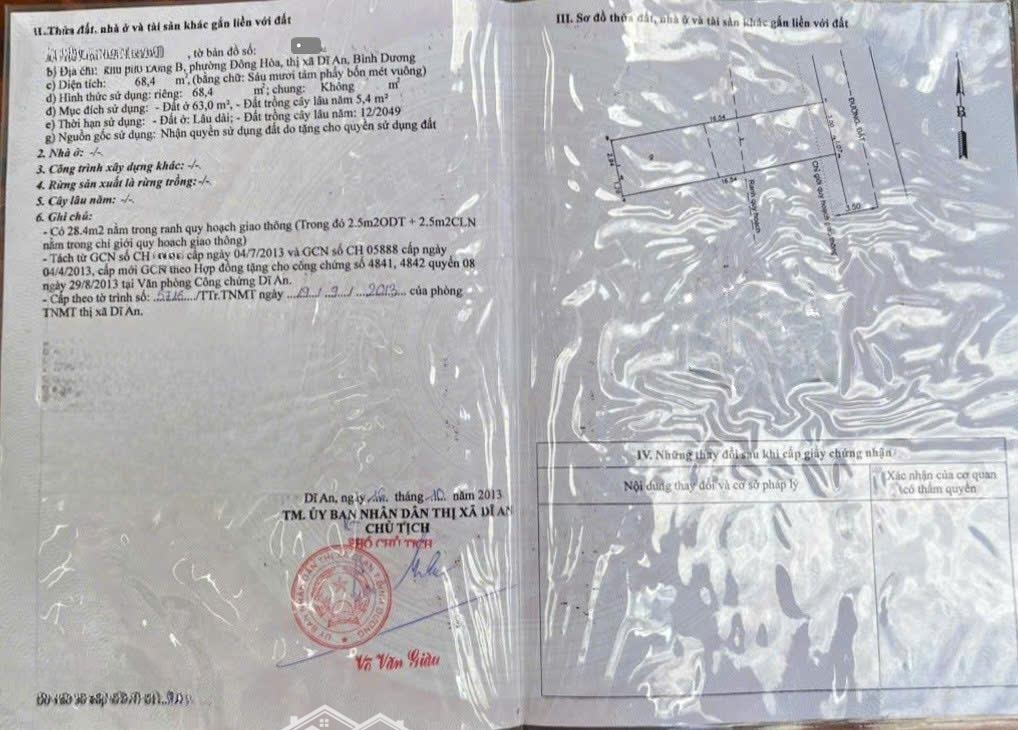 II. Thửa đất, nhà ở và tài sản khác gắn liền với đất
, tờ bản đồ số:
b) Địa chỉ: B, phường Đông Hòa, thị xã Dĩ An, Bình Dương
c) Diện tích: 68,4 m², (bằng chữ: Sáu mươi tám phẩy bốn mét vuông)
d) Hình thức sử dụng: riêng: 68,4 m²; chung: Không m²
đ) Mục đích sử dụng: - Đất ở 63,0 m², - Đất trồng cây lâu năm 5,4 m²
e) Thời hạn sử dụng: - Đất ở: Lâu dài; - Đất trồng cây lâu năm: 12/2049
g) Nguồn gốc sử dụng: Nhận quyền sử dụng đất do tặng cho quyền sử dụng đất
2. Nhà ở: -/-.
3. Công trình xây dựng khác: -/-.
4. Rừng sản xuất là rừng trồng: -/-.
5. Cây lâu năm: -/-.
6. Ghi chú:
- Có 28.4m2 nằm trong ranh quy hoạch giao thông (Trong đó 2.5m2ODT + 2.5m2CLN
nằm trong chỉ giới quy hoạch giao thông)
- Tách từ GCN số CH cấp ngày 04/7/2013 và GCN số CH 05888 cấp ngày
04/4/2013, cấp mới GCN theo Hợp đồng tặng cho công chứng số 4841, 4842 quyển 08
ngày 29/8/2013 tại Văn phòng Công chứng Dĩ An.
- Cấp theo tờ trình số: /TTr.TNMT ngày 2013 của phòng
TNMT thị xã Dĩ An.
Dĩ An, ngày tháng 10 năm 2013
TM. ỦY BAN NHÂN DÂN THỊ XÃ DĨ AN
CHỦ TỊCH
PHÓ CHỦ TỊCH
Võ Văn Giàu
III. Sơ đồ thửa đất, nhà ở và tài sản khác gắn liền với đất
B
ĐƯỜNG ĐẤT
16.54
16.54
Ranh quy hoạch
Chỉ giới quy hoạch
3.50
IV. Những thay đổi sau khi cấp giấy chứng nhận
Nội dung thay đổi và cơ sở pháp lý
Xác nhận của cơ quan
có thẩm quyền